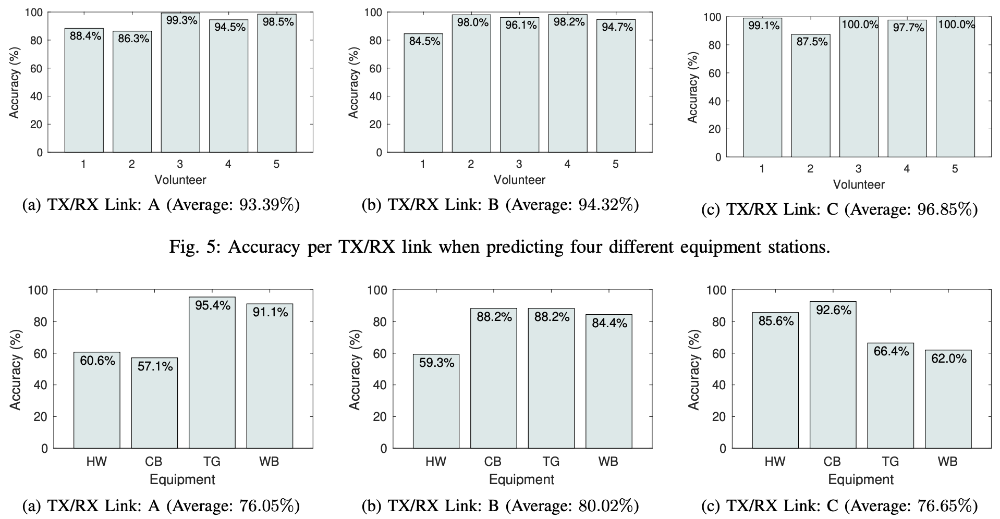 100
80
60
40
20
0
Accuracy (%)
88.4%
86.3%
99.3%
94.5%
98.5%
1 2 3 4 5
Volunteer
(a) TX/RX Link: A (Average: 93.39%)
100
80
60
40
20
0
Accuracy (%)
84.5%
98.0%
96.1%
98.2%
94.7%
1 2 3 4 5
Volunteer
(b) TX/RX Link: B (Average: 94.32%)
100
80
60
40
20
0
Accuracy (%)
99.1%
87.5%
100.0%
97.7%
100.0%
1 2 3 4 5
Volunteer
(c) TX/RX Link: C (Average: 96.85%)
Fig. 5: Accuracy per TX/RX link when predicting four different equipment stations.
100
80
60
40
20
0
Accuracy (%)
60.6%
57.1%
95.4%
91.1%
HW CB TG WB
Equipment
(a) TX/RX Link: A (Average: 76.05%)
100
80
60
40
20
0
Accuracy (%)
59.3%
88.2%
88.2%
84.4%
HW CB TG WB
Equipment
(b) TX/RX Link: B (Average: 80.02%)
100
80
60
40
20
0
Accuracy (%)
85.6%
92.6%
66.4%
62.0%
HW CB TG WB
Equipment
(c) TX/RX Link: C (Average: 76.65%)